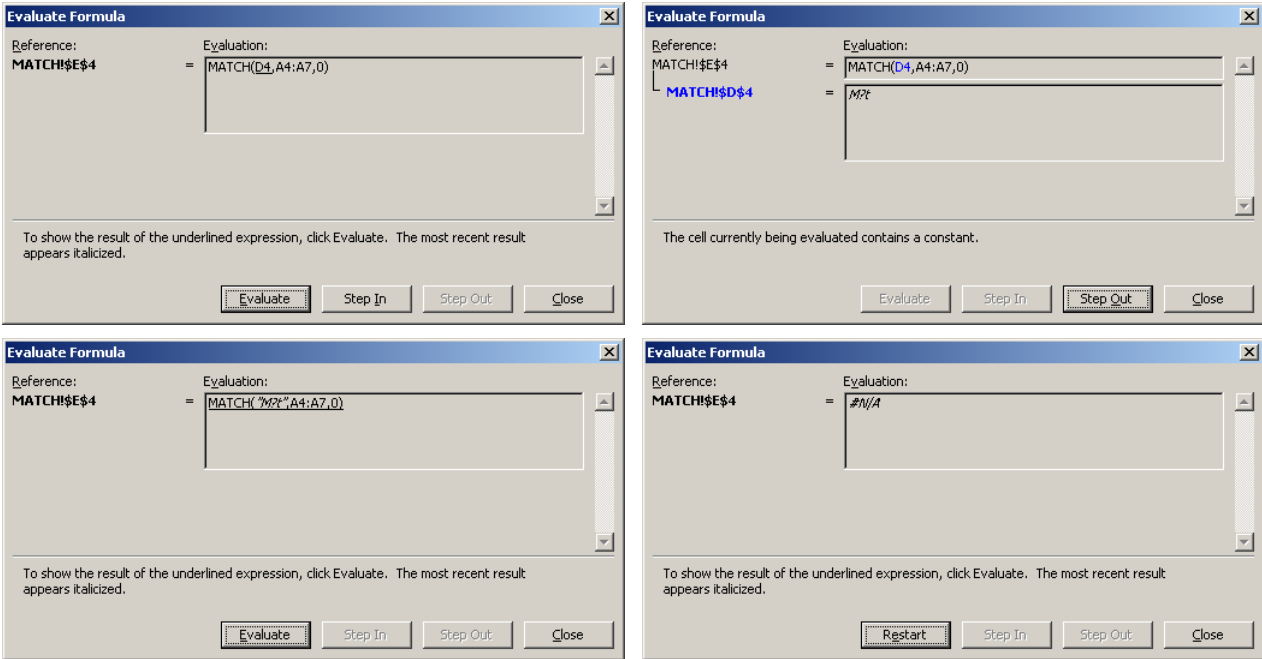 Evaluate Formula
Reference: Evaluation:
MATCH!$E$4 = MATCH(D4,A4:A7,0)
To show the result of the underlined expression, click Evaluate. The most recent result
appears italicized.
Evaluate Step In Step Out Close
Evaluate Formula
Reference: Evaluation:
MATCH!$E$4 = MATCH(D4,A4:A7,0)
MATCH!$D$4 = M?t
The cell currently being evaluated contains a constant.
Evaluate Step In Step Out Close
Evaluate Formula
Reference: Evaluation:
MATCH!$E$4 = MATCH("M?t",A4:A7,0)
To show the result of the underlined expression, click Evaluate. The most recent result
appears italicized.
Evaluate Step In Step Out Close
Evaluate Formula
Reference: Evaluation:
MATCH!$E$4 = #N/A
To show the result of the underlined expression, click Evaluate. The most recent result
appears italicized.
Restart Step In Step Out Close